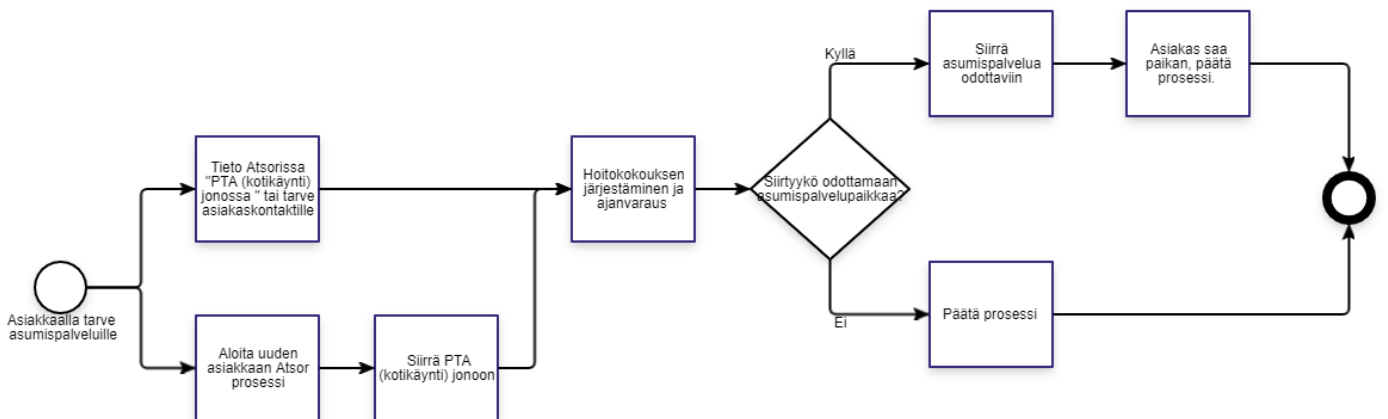 Kyllä
Siirrä
asumispalvelua
odottaviin
Asiakas saa
paikan, päätä
prosessi.
Tieto Atsorissa
"PTA (kotikäynti)
jonossa " tai tarve
asiakaskontaktille
Hoitokokouksen
järjestäminen ja
ajanvaraus
Siirtyykö odottamaan
asumispalvelupaikkaa?
Asiakkaalla tarve
asumispalveluille
Ei
Päätä prosessi
Aloita uuden
asiakkaan Atsor
prosessi
Siirrä PTA
(kotikäynti) jonoon